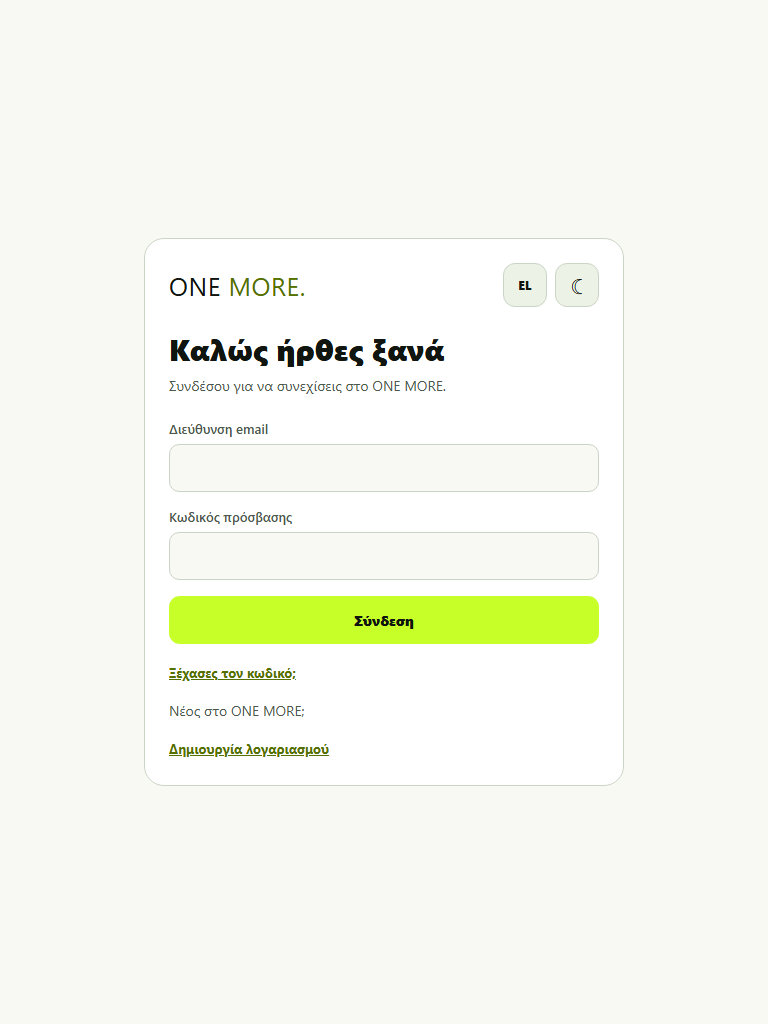 ONE MORE.
EL
Καλώς ήρθες ξανά
Συνδέσου για να συνεχίσεις στο ONE MORE.
Διεύθυνση email
Κωδικός πρόσβασης
Σύνδεση
Ξέχασες τον κωδικό;
Νέος στο ONE MORE;
Δημιουργία λογαριασμού